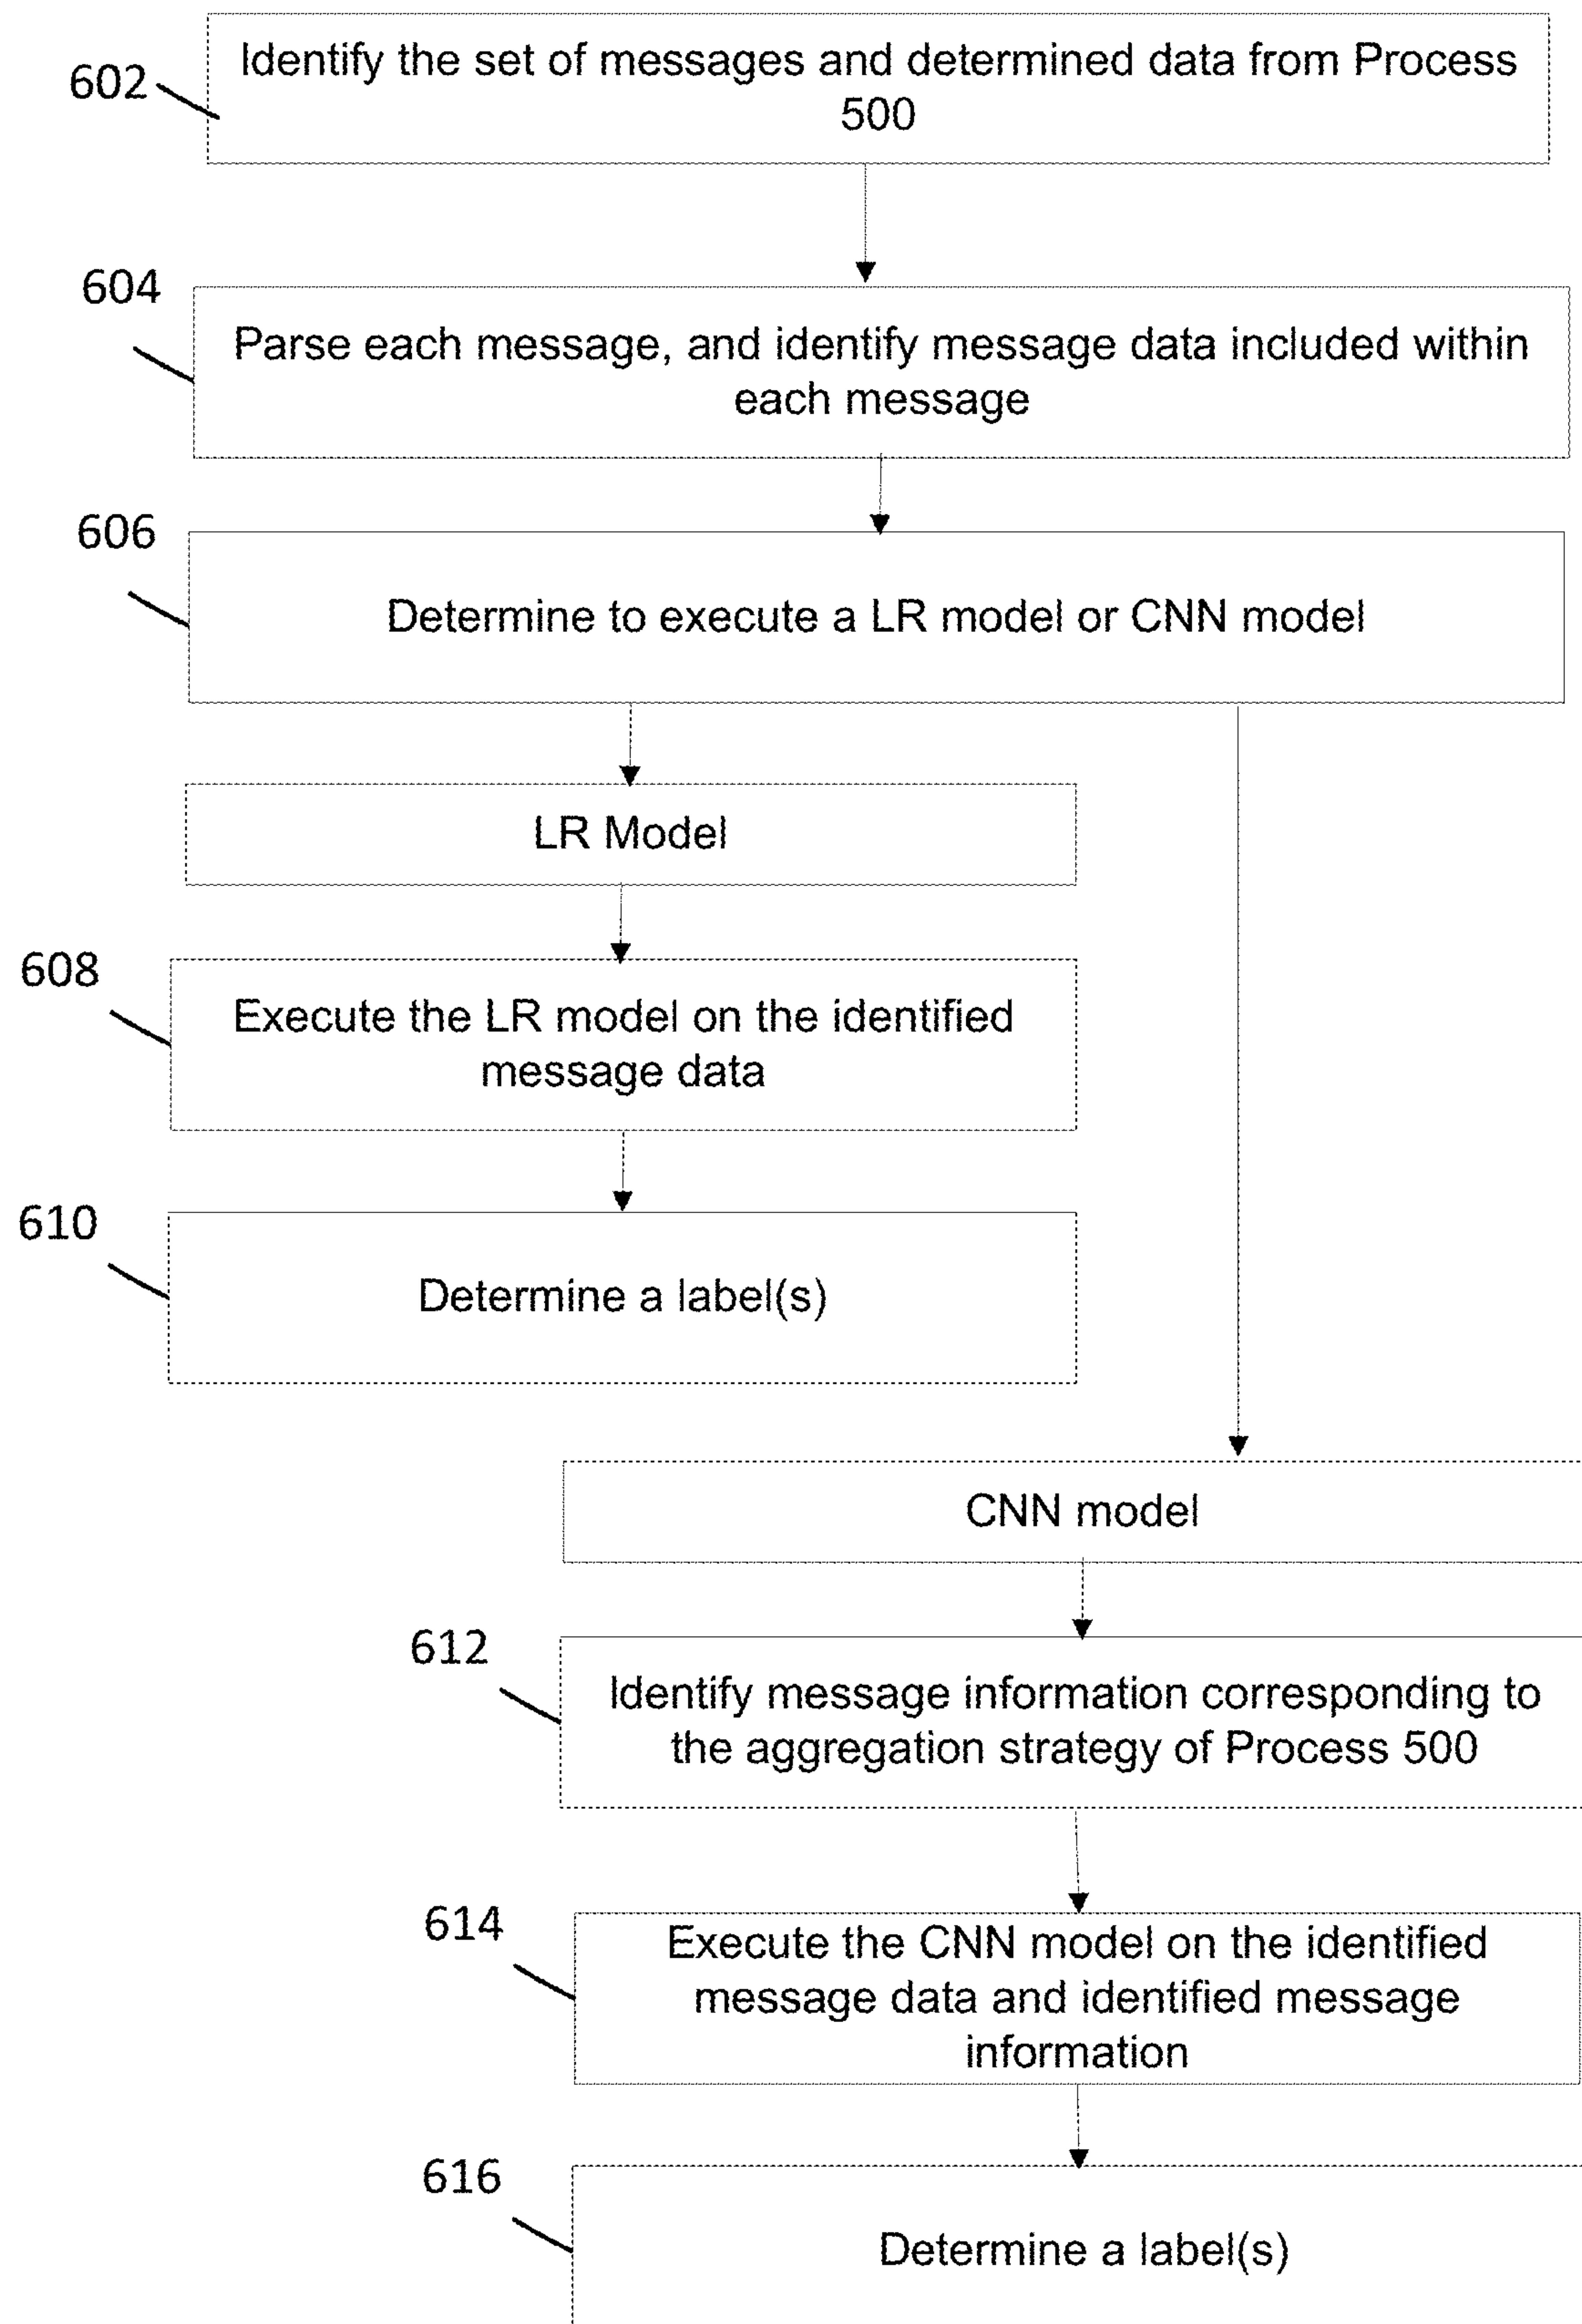 602
Identify the set of messages and determined data from Process
500
604
Parse each message, and identify message data included within
each message
606
Determine to execute a LR model or CNN model
LR Model
608
Execute the LR model on the identified
message data
610
Determine a label(s)
CNN model
612
Identify message information corresponding to
the aggregation strategy of Process 500
614
Execute the CNN model on the identified
message data and identified message
information
616
Determine a label(s)